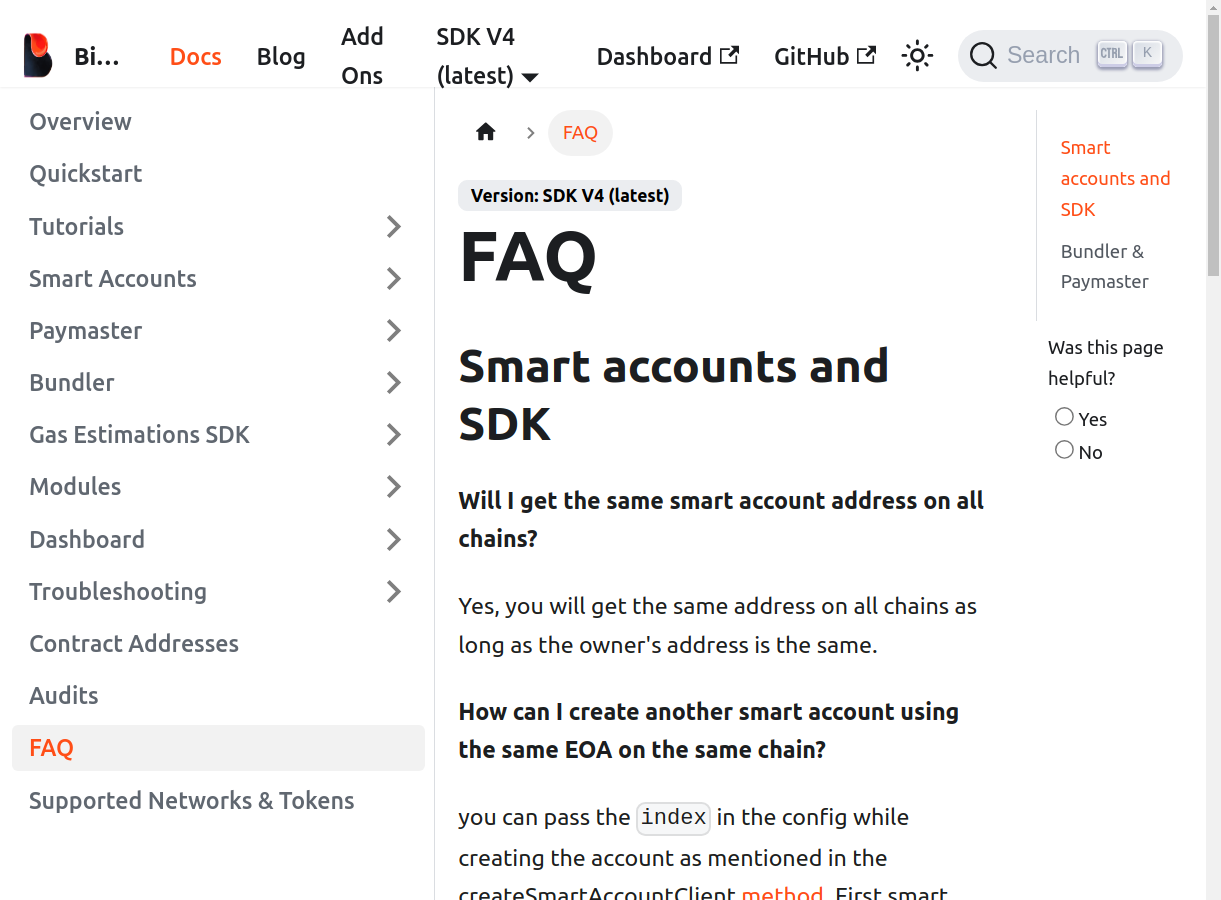 Bi...
Docs
Blog
Add
Ons
SDK V4
(latest)
Dashboard
GitHub
Search
CTRL
K
Overview
Quickstart
Tutorials
Smart Accounts
Paymaster
Bundler
Gas Estimations SDK
Modules
Dashboard
Troubleshooting
Contract Addresses
Audits
FAQ
Supported Networks & Tokens
FAQ
Version: SDK V4 (latest)
FAQ
Smart accounts and
SDK
Will I get the same smart account address on all
chains?
Yes, you will get the same address on all chains as
long as the owner's address is the same.
How can I create another smart account using
the same EOA on the same chain?
you can pass the index in the config while
creating the account as mentioned in the
createSmartAccountClient method. First smart
Smart
accounts and
SDK
Bundler &
Paymaster
Was this page
helpful?
Yes
No